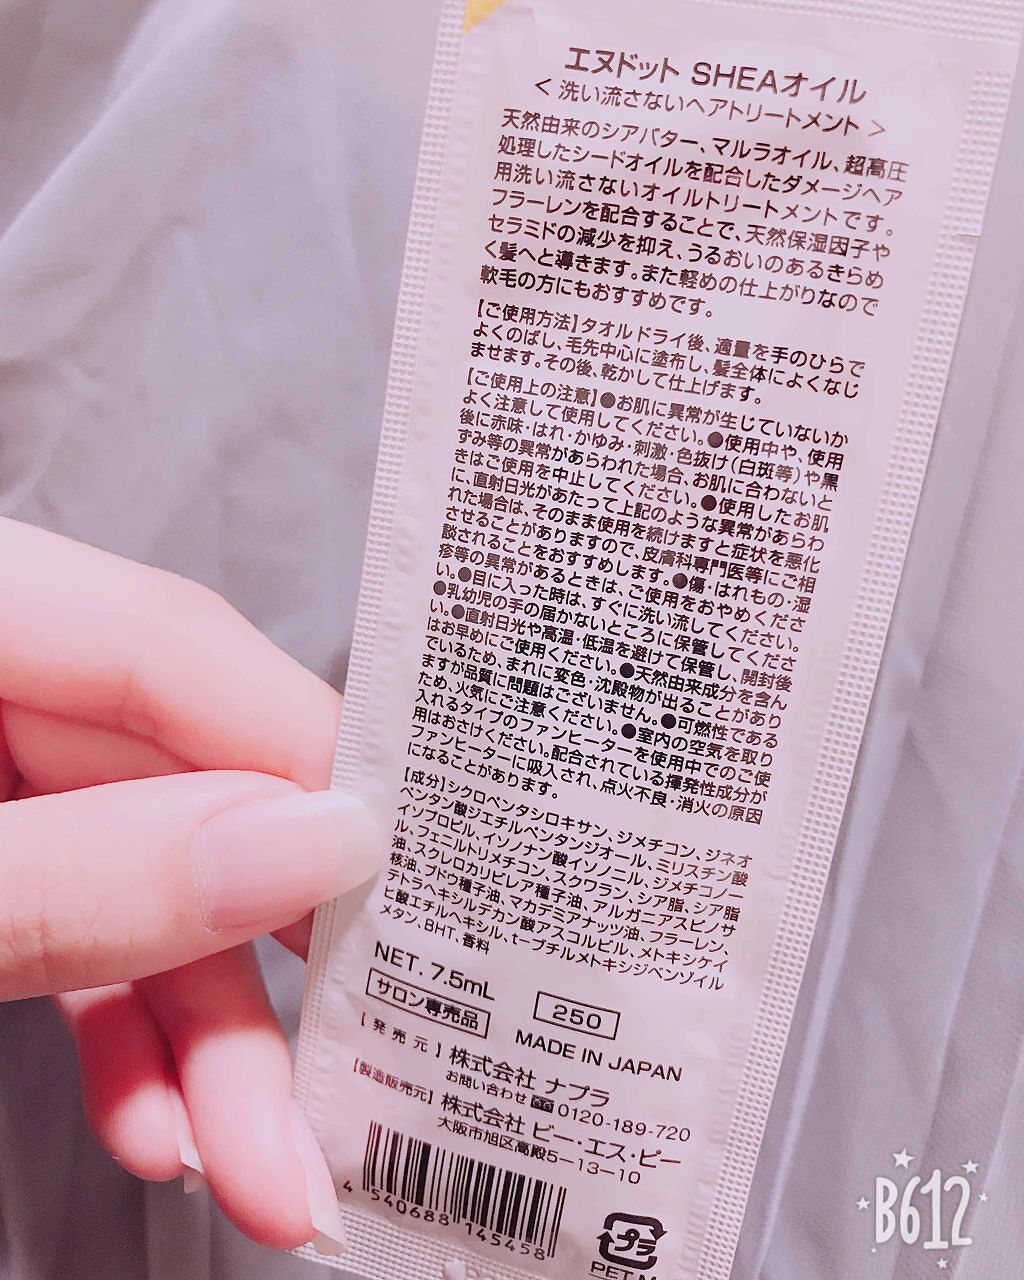 エヌドット SHEAオイル
< 洗い流さないヘアトリートメント >
天然由来のシアバター、マルラオイル、超高圧
処理したシードオイルを配合したダメージヘア
用洗い流さないオイルトリートメントです。
フラーレンを配合することで、天然保湿因子や
セラミドの減少を抑え、うるおいのあるきらめ
く髪へと導きます。また軽めの仕上がりなので
軟毛の方にもおすすめです。
【ご使用方法】タオルドライ後、適量を手のひらで
よくのばし、毛先中心に塗布し、髪全体によくなじ
ませます。その後、乾かして仕上げます。
【ご使用上の注意】●お肌に異常が生じていないか
よく注意して使用してください。●使用中や、使用
後に赤味・はれ・かゆみ・刺激・色抜け(白斑等)や黒
ずみ等の異常があらわれた場合、お肌に合わないと
きはご使用を中止してください。●使用したお肌
に、直射日光があたって上記のような異常があらわ
れた場合は、そのまま使用を続けますと症状を悪化
させることがありますので、皮膚科専門医等にご相
談されることをおすすめします。●傷・はれもの・湿
疹等の異常があるときは、ご使用をおやめくださ
い。●目に入った時は、すぐに洗い流してください。
●乳幼児の手の届かないところに保管してくださ
い。●直射日光や高温・低温を避けて保管し、開封後
はお早めにご使用ください。●天然由来成分を含ん
でいるため、まれに変色・沈殿物が出ることがあり
ますが品質に問題はございません。●可燃性である
ため、火気にご注意ください。●室内の空気を取り
入れるタイプのファンヒーターを使用中でのご使
用はおさけください。配合されている揮発性成分が
ファンヒーターに吸入され、点火不良・消火の原因
になることがあります。
【成分】シクロペンタシロキサン、ジメチコン、ジネオ
ペンタン酸ジエチルペンタンジオール、ミリスチン酸
イソプロピル、イソノナン酸イソノニル、ジメチコノー
ル、フェニルトリメチコン、スクワラン、シア脂、シア脂
油、スクレロカリビレア種子油、アルガニアスピノサ
核油、ブドウ種子油、マカデミアナッツ油、フラーレン、
テトラヘキシルデカン酸アスコルビル、メトキシケイ
ヒ酸エチルヘキシル、t-ブチルメトキシジベンゾイル
メタン、BHT、香料
NET. 7.5mL
250
サロン専売品
MADE IN JAPAN
【発売元】株式会社 ナプラ
お問い合わせ 0120-189-720
【製造販売元】株式会社 ビー・エス・ピー
大阪市旭区高殿5-13-10
4 540688 145458
プラ
PET.M
B612